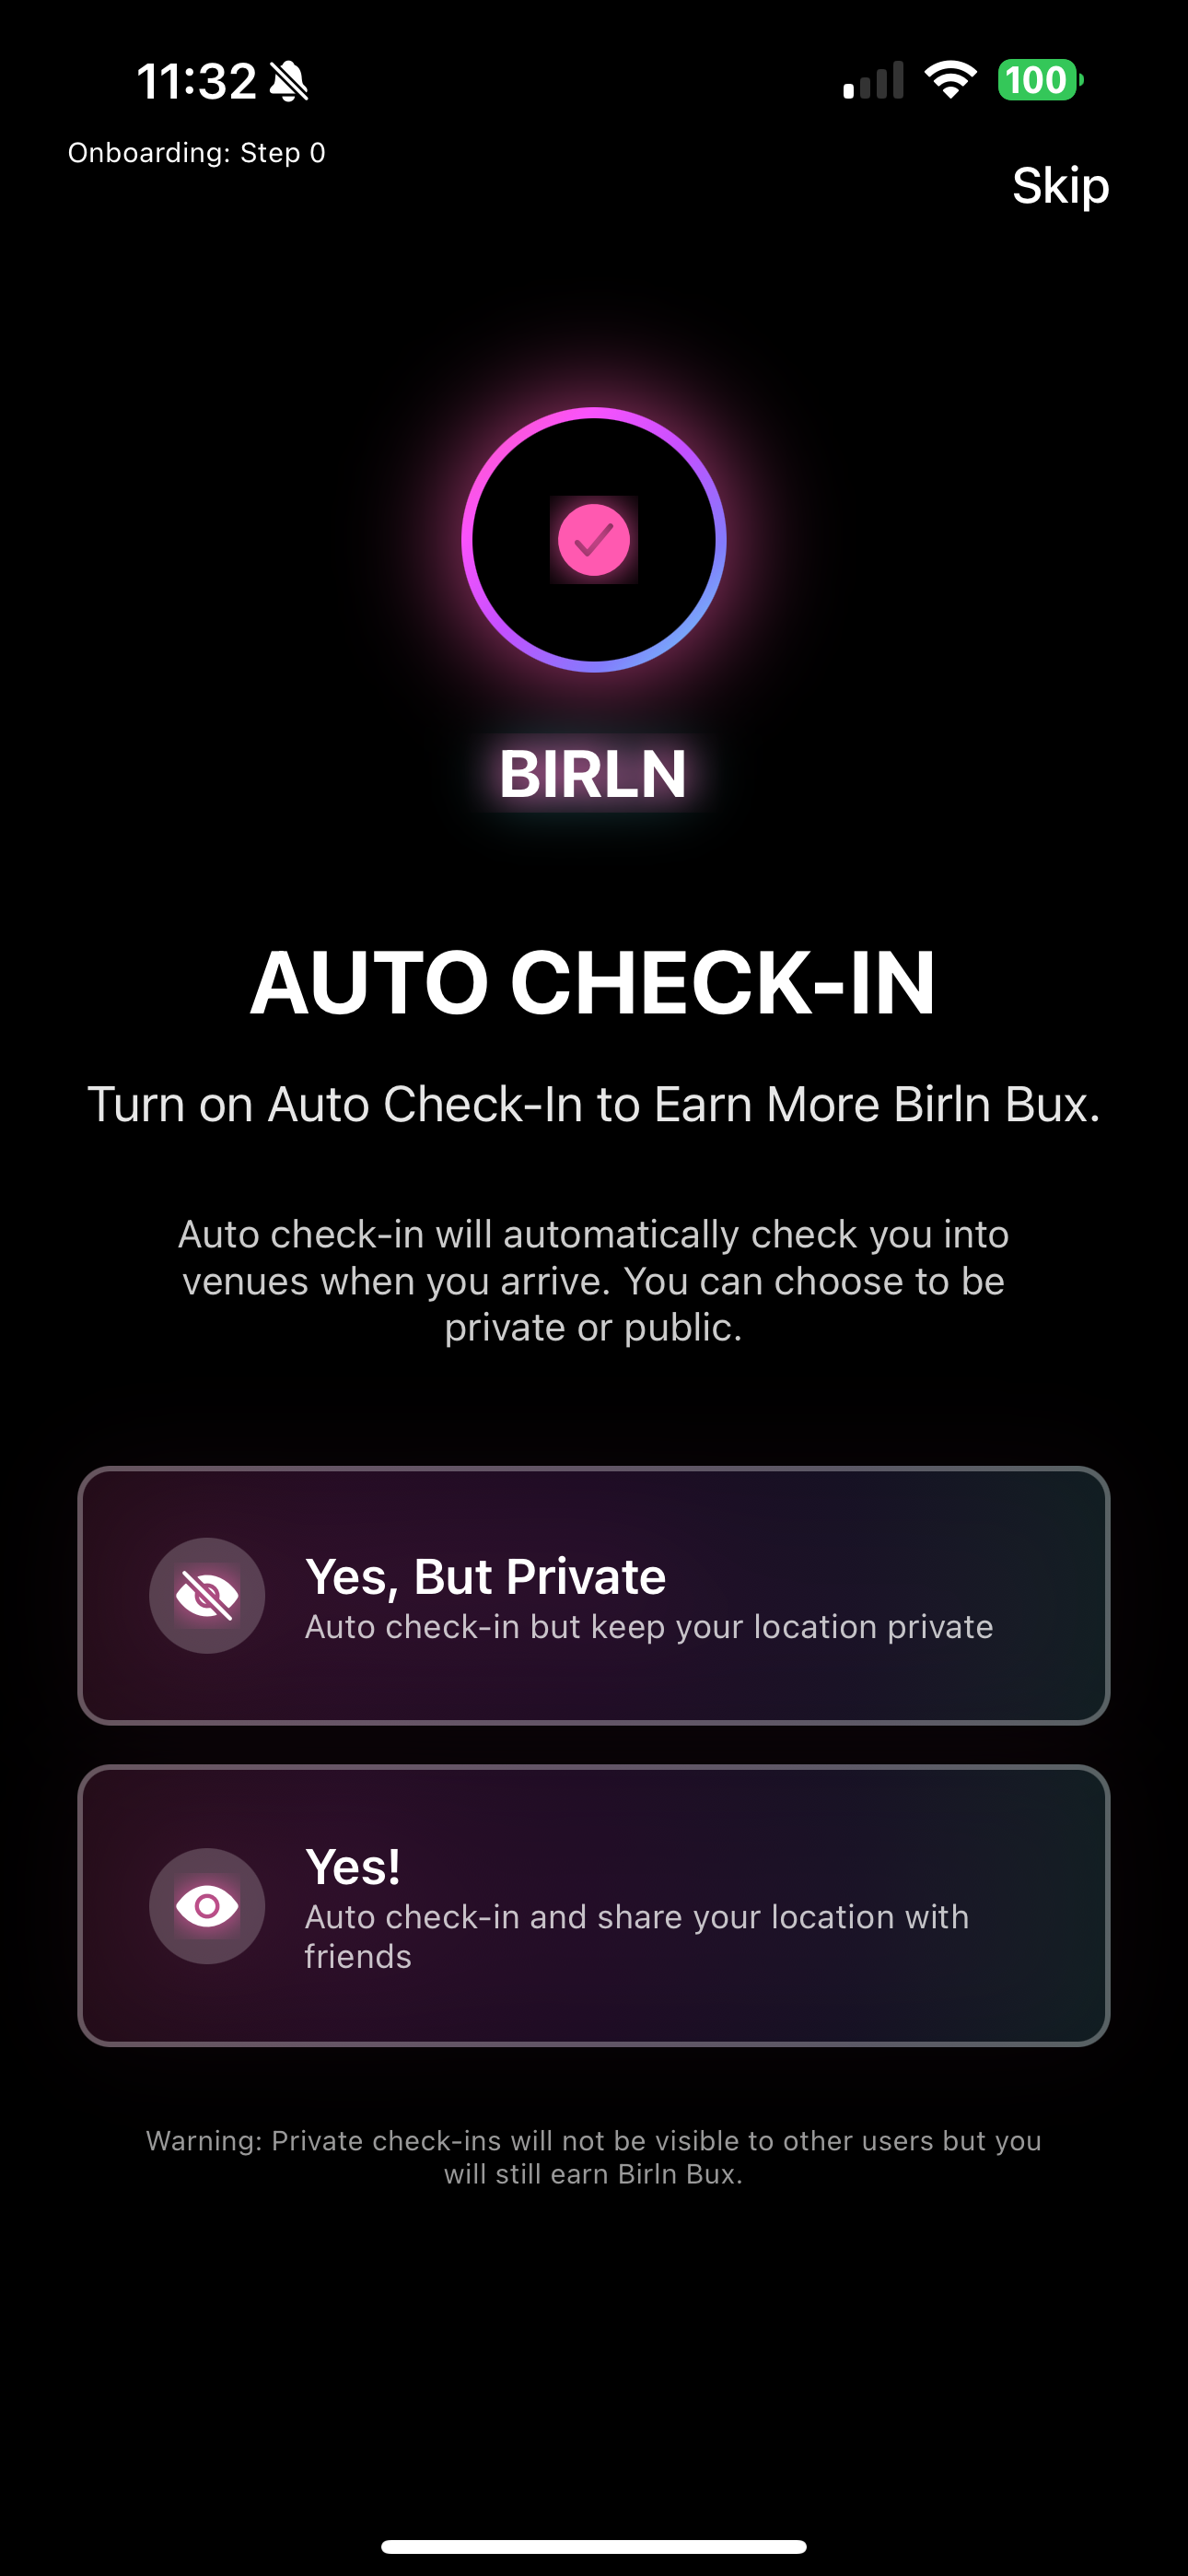 11:32
100
Onboarding: Step 0
Skip
BIRLN
AUTO CHECK-IN
Turn on Auto Check-In to Earn More Birln Bux.
Auto check-in will automatically check you into
venues when you arrive. You can choose to be
private or public.
Yes, But Private
Auto check-in but keep your location private
Yes!
Auto check-in and share your location with
friends
Warning: Private check-ins will not be visible to other users but you
will still earn Birln Bux.